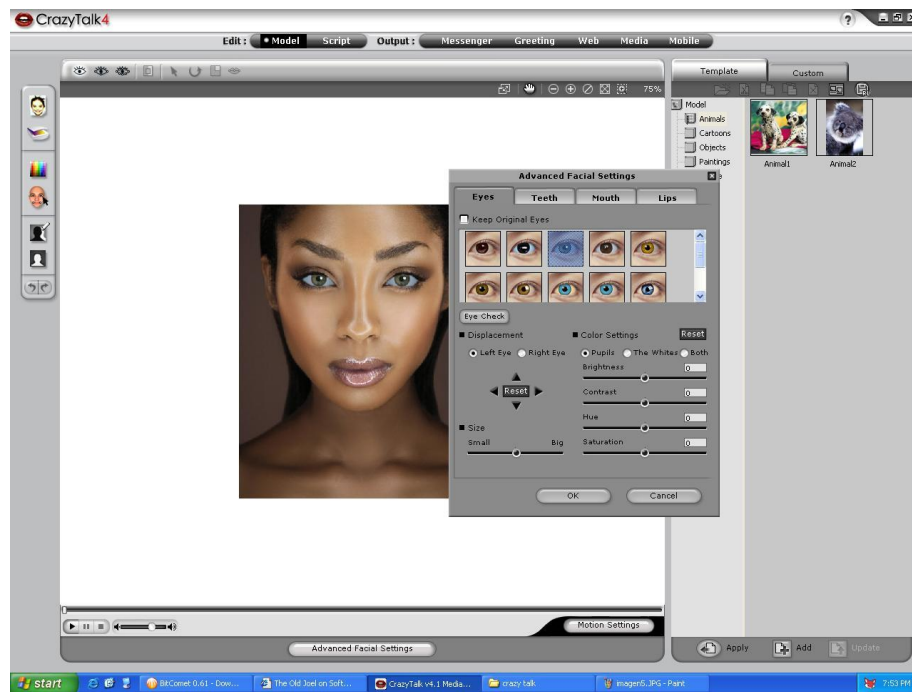 CrazyTalk4
?
Edit : * Model Script Output : Messenger Greeting Web Media Mobile
Template Custom
75%
Model
Animals
Cartoons
Objects
Paintings
Animal1 Animal2
Advanced Facial Settings
Eyes Teeth Mouth Lips
Keep Original Eyes
Eye Check
Displacement
Left Eye Right Eye
Reset
Size
Small Big
Color Settings Reset
Pupils The Whites Both
Brightness 0
Contrast 0
Hue 0
Saturation 0
OK Cancel
Motion Settings
Advanced Facial Settings
Apply Add Update
start BitComet 0.61 - Dow... The Old Joel on Soft... CrazyTalk v4.1 Media... crazy talk imagen5.JPG - Paint 7:53 PM